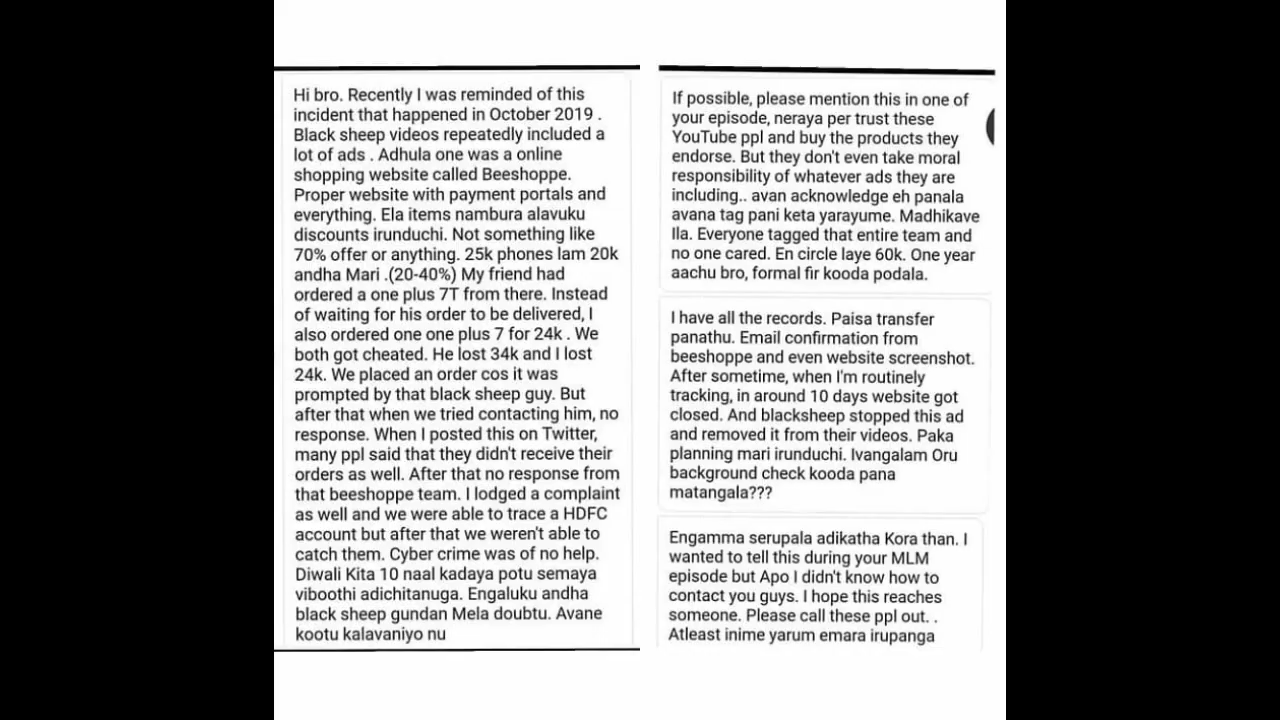 Hi bro. Recently I was reminded of this
incident that happened in October 2019 .
Black sheep videos repeatedly included a
lot of ads . Adhula one was a online
shopping website called Beeshoppe.
Proper website with payment portals and
everything. Ela items nambura alavuku
discounts irunduchi. Not something like
70% offer or anything. 25k phones lam 20k
andha Mari .(20-40%) My friend had
ordered a one plus 7T from there. Instead
of waiting for his order to be delivered, I
also ordered one one plus 7 for 24k . We
both got cheated. He lost 34k and I lost
24k. We placed an order cos it was
prompted by that black sheep guy. But
after that when we tried contacting him, no
response. When I posted this on Twitter,
many ppl said that they didn't receive their
orders as well. After that no response from
that beeshoppe team. I lodged a complaint
as well and we were able to trace a HDFC
account but after that we weren't able to
catch them. Cyber crime was of no help.
Diwali Kita 10 naal kadaya potu semaya
viboothi adichitanuga. Engaluku andha
black sheep gundan Mela doubtu. Avane
kootu kalavaniyo nu
If possible, please mention this in one of
your episode, neraya per trust these
YouTube ppl and buy the products they
endorse. But they don't even take moral
responsibility of whatever ads they are
including.. avan acknowledge eh panala
avana tag pani keta yarayume. Madhikave
Ila. Everyone tagged that entire team and
no one cared. En circle laye 60k. One year
aachu bro, formal fir kooda podala.
I have all the records. Paisa transfer
panathu. Email confirmation from
beeshoppe and even website screenshot.
After sometime, when I'm routinely
tracking, in around 10 days website got
closed. And blacksheep stopped this ad
and removed it from their videos. Paka
planning mari irunduchi. Ivangalam Oru
background check kooda pana
matangala???
Engamma serupala adikatha Kora than. I
wanted to tell this during your MLM
episode but Apo I didn't know how to
contact you guys. I hope this reaches
someone. Please call these ppl out. .
Atleast inime yarum emara irupanga